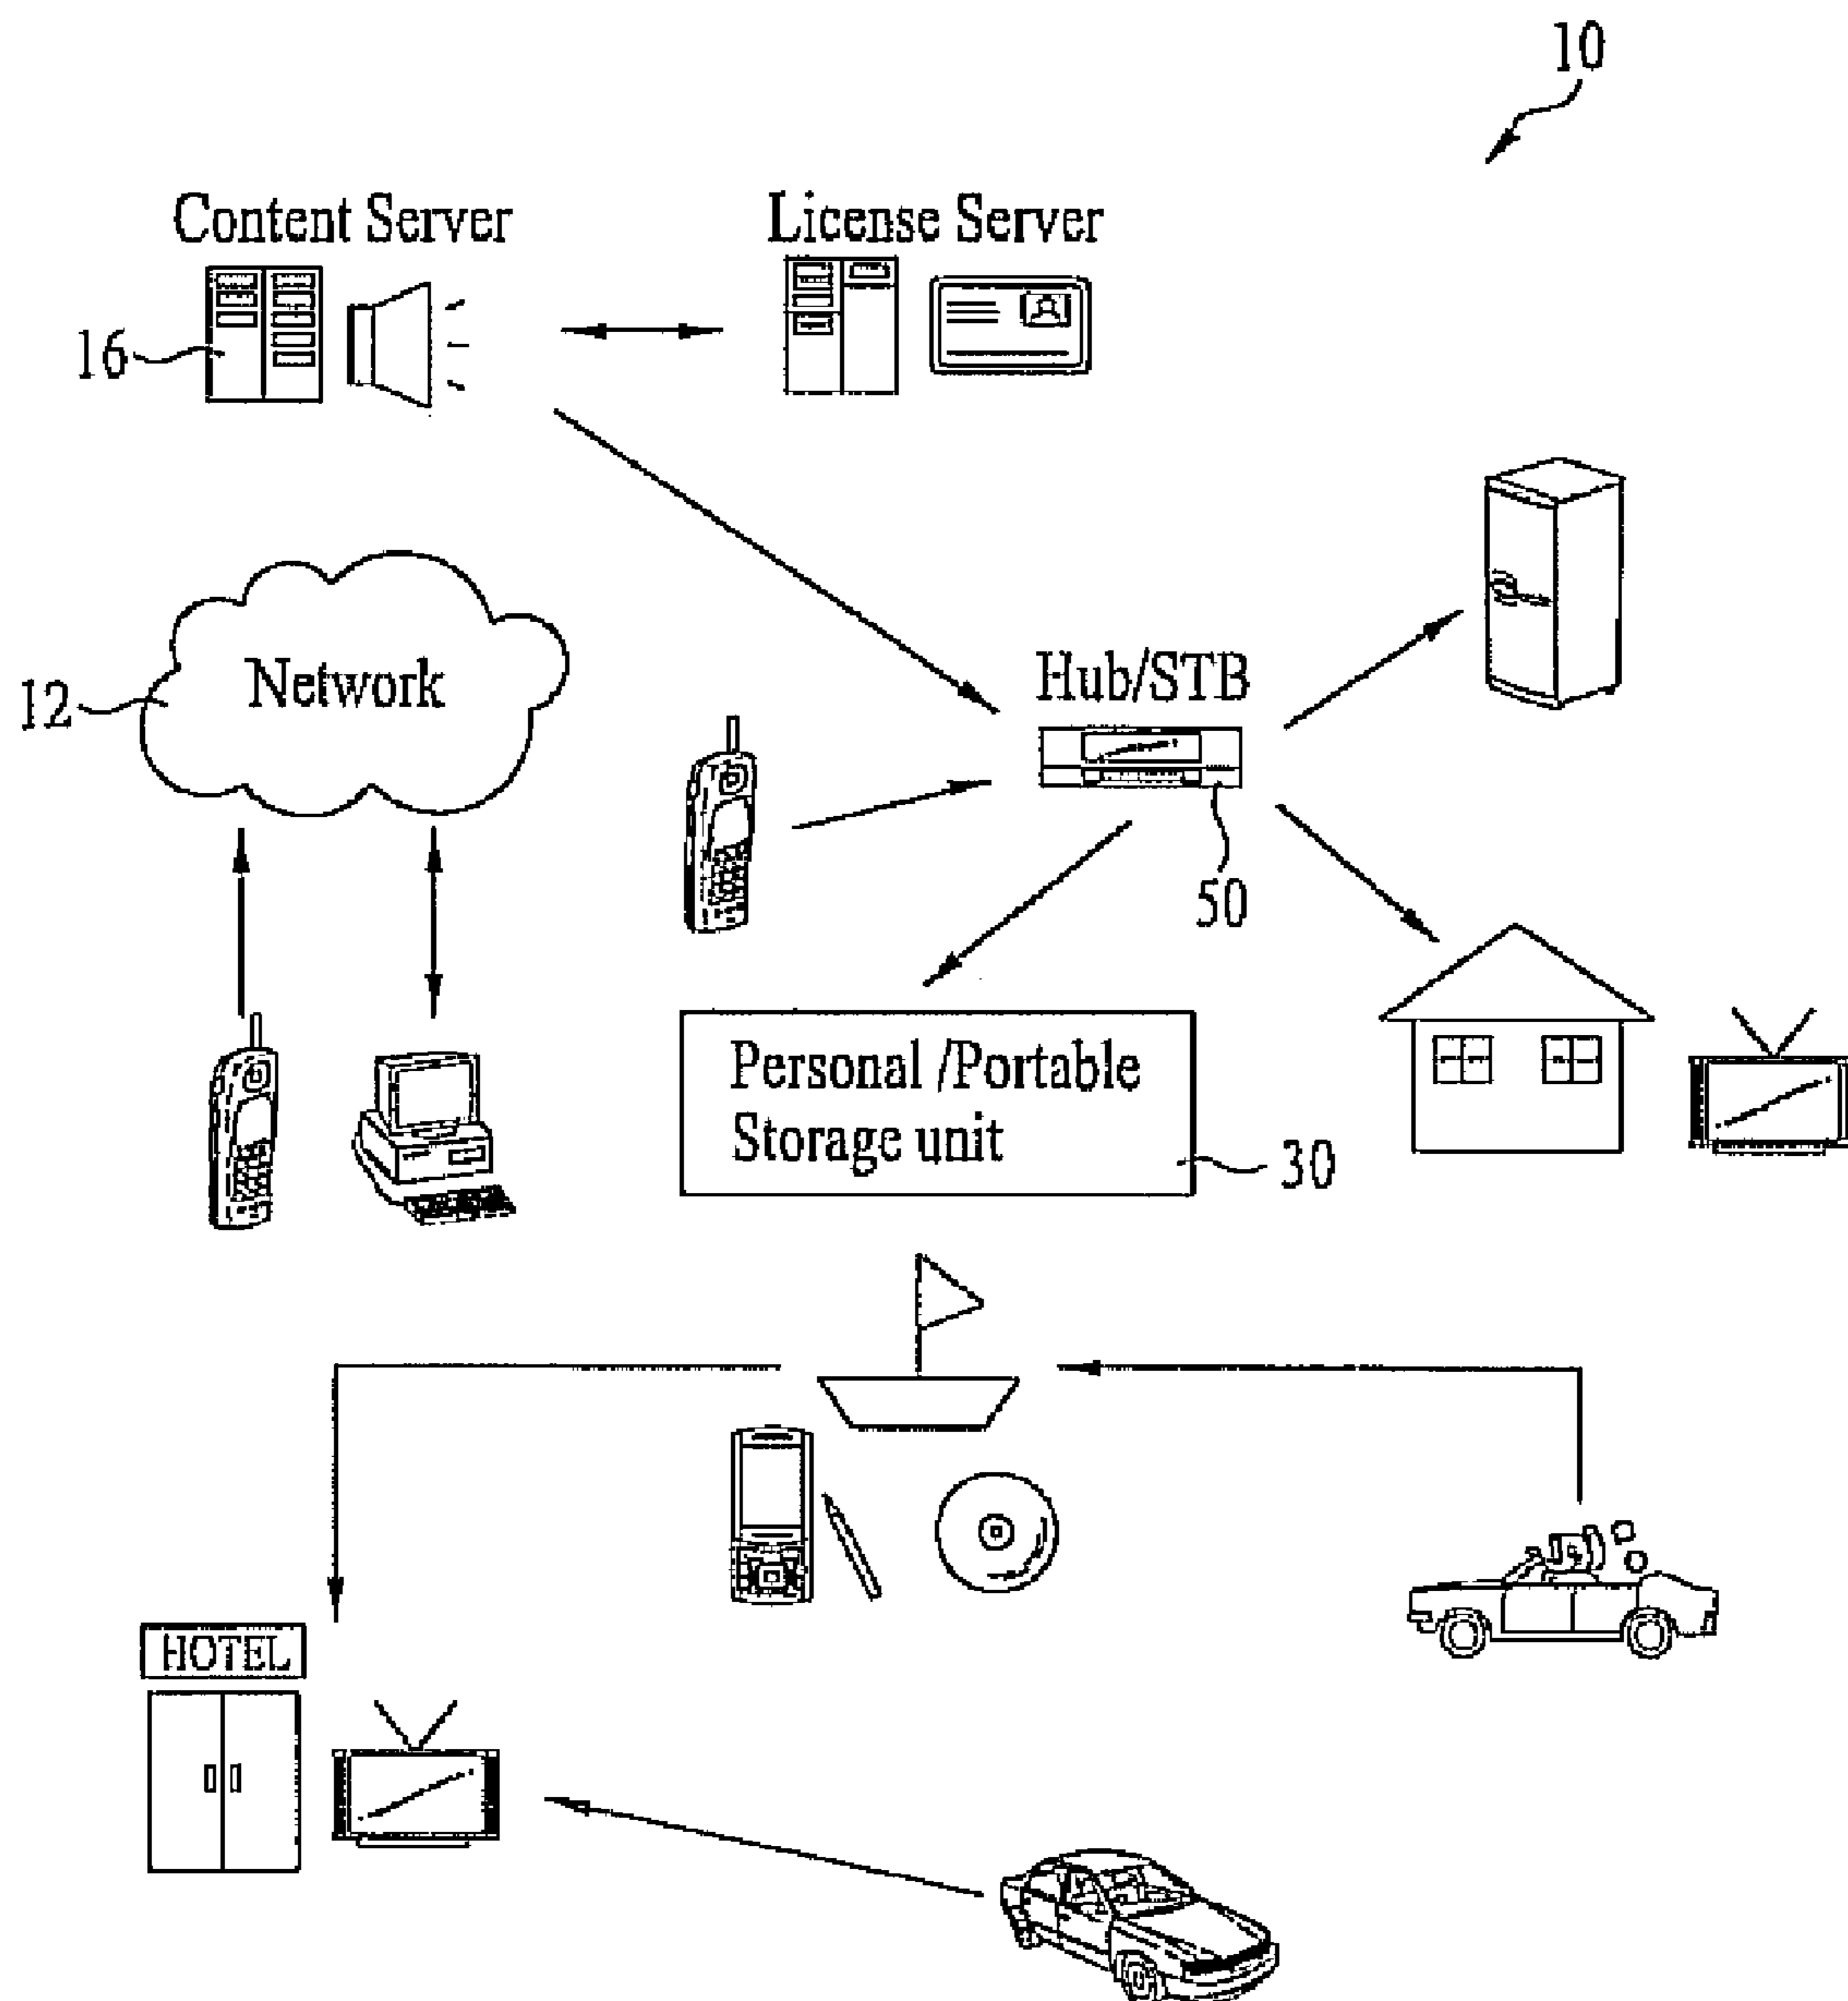 10
Content Server
License Server
16
Network
12
Hub/STB
50
Personal /Portable
Storage unit
30
HOTEL